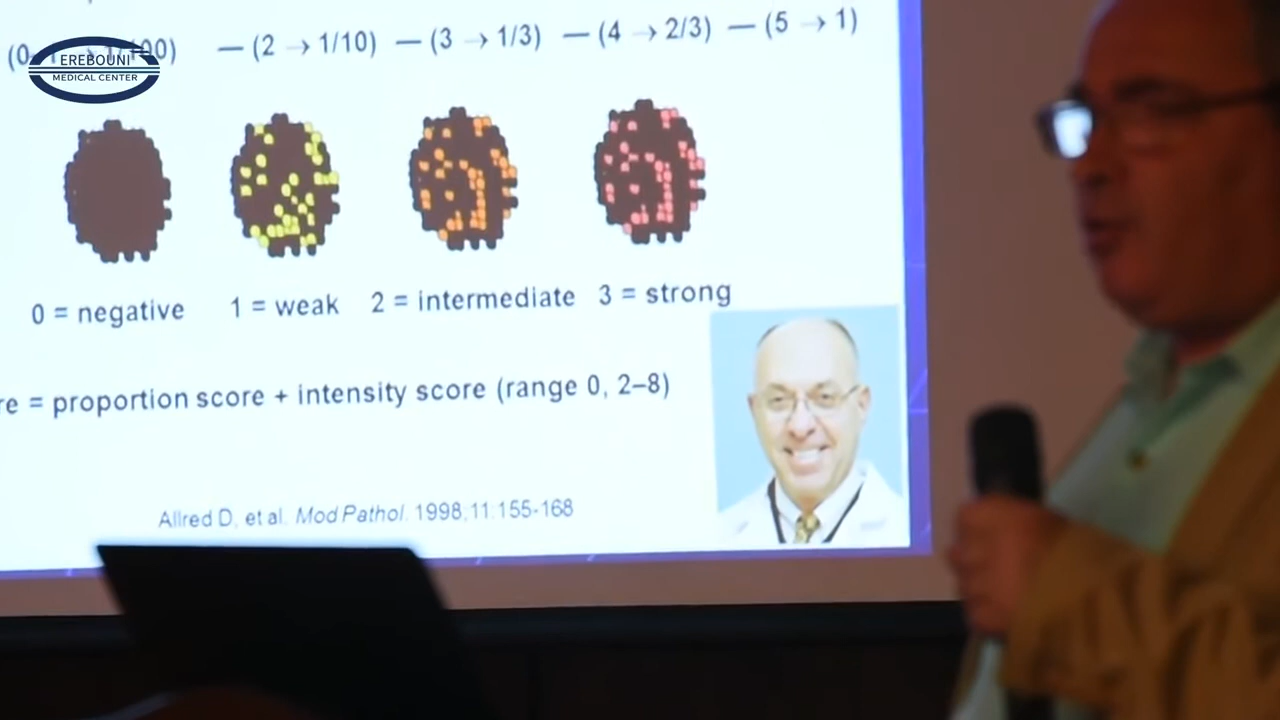 — (2 → 1/10) — (3 → 1/3) — (4 → 2/3) — (5 → 1)
EREBOUNI
MEDICAL CENTER
0 = negative 1 = weak 2 = intermediate 3 = strong
re = proportion score + intensity score (range 0, 2–8)
Allred D, et al. Mod Pathol. 1998;11:155-168